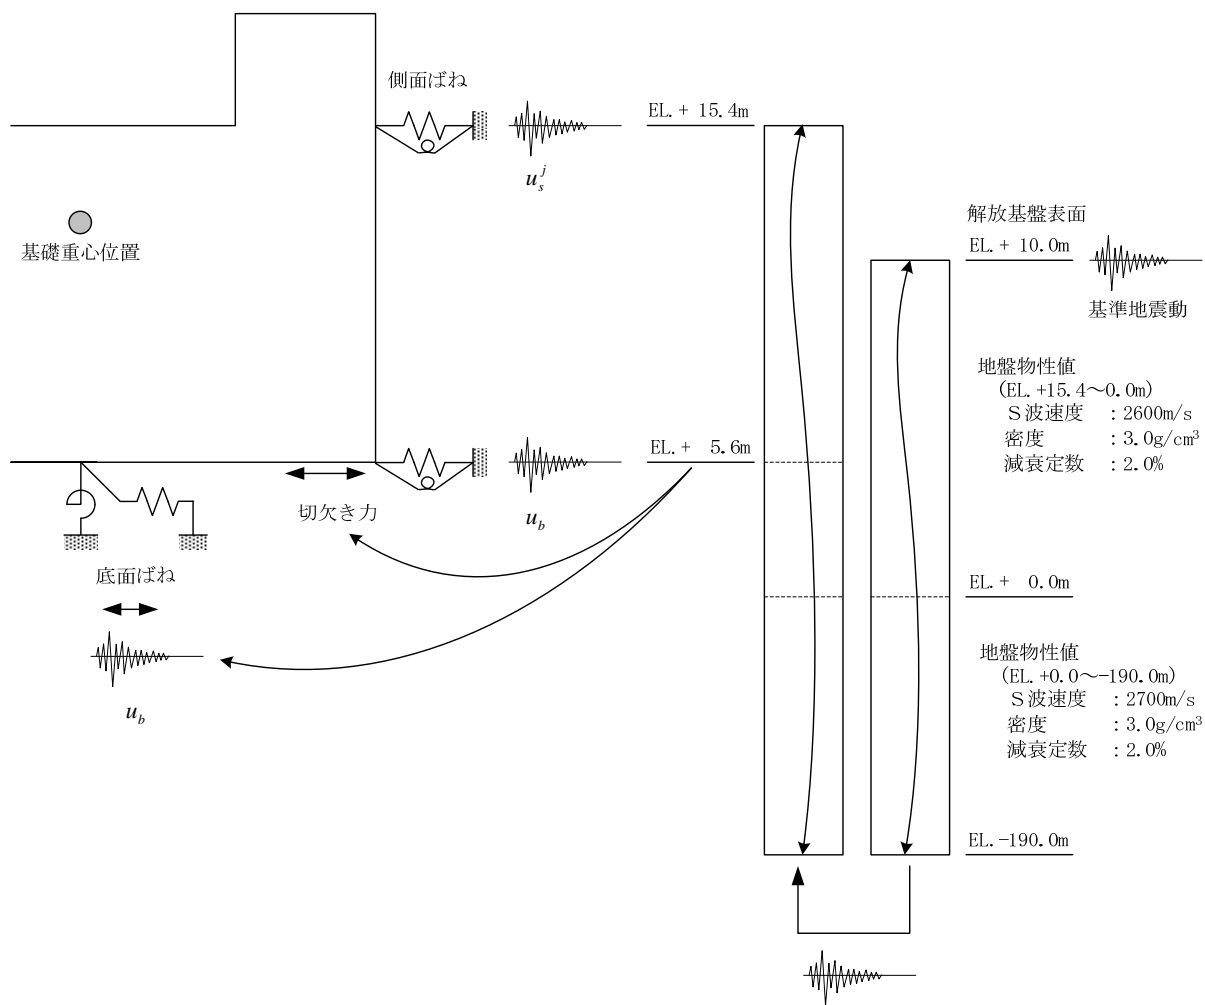 側面ばね
EL.+ 15.4m
u_s^j
解放基盤表面
EL.+ 10.0m
基礎重心位置
基準地震動
地盤物性値
(EL.+15.4～0.0m)
S波速度 :2600m/s
密度 :3.0g/cm³
減衰定数 :2.0%
EL.+ 5.6m
切欠き力
u_b
底面ばね
EL.+ 0.0m
地盤物性値
(EL.+0.0～-190.0m)
S波速度 :2700m/s
密度 :3.0g/cm³
減衰定数 :2.0%
u_b
EL.-190.0m